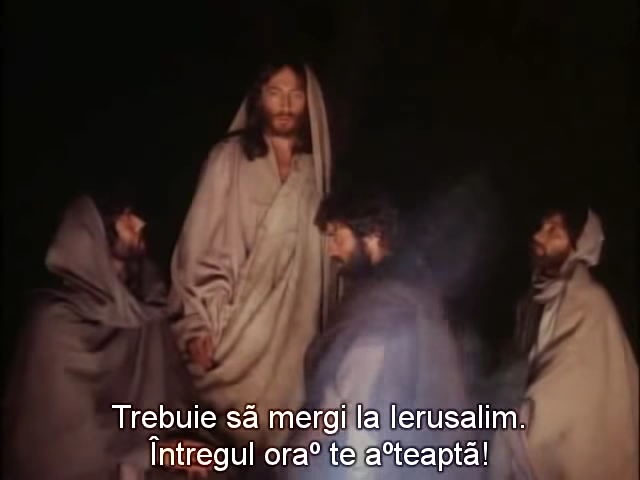 Trebuie sã mergi la Ierusalim.
Întregul oraº te aºteaptã!